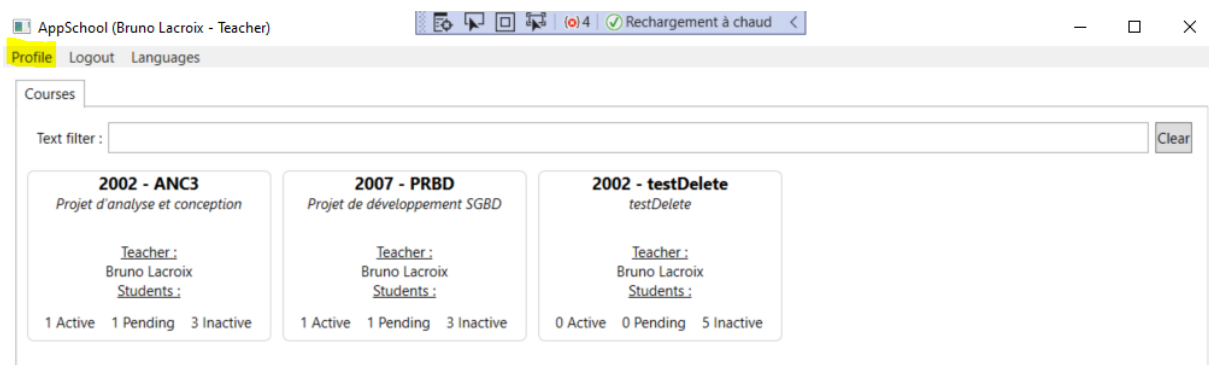 AppSchool (Bruno Lacroix - Teacher)
4 Rechargement à chaud
Profile Logout Languages
Courses
Text filter : Clear
2002 - ANC3 2007 - PRBD 2002 - testDelete
Projet d'analyse et conception Projet de développement SGBD testDelete
Teacher : Teacher : Teacher :
Bruno Lacroix Bruno Lacroix Bruno Lacroix
Students : Students : Students :
1 Active 1 Pending 3 Inactive 1 Active 1 Pending 3 Inactive 0 Active 0 Pending 5 Inactive